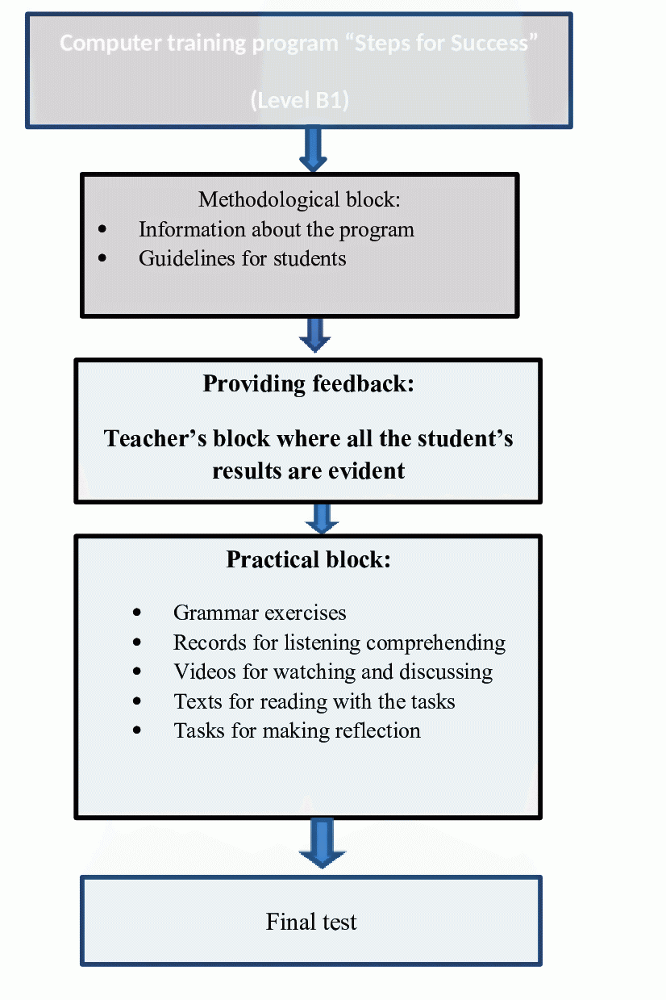 Computer training program “Steps for Success”
(Level B1)
Methodological block:
• Information about the program
• Guidelines for students
Providing feedback:
Teacher’s block where all the student’s
results are evident
Practical block:
• Grammar exercises
• Records for listening comprehending
• Videos for watching and discussing
• Texts for reading with the tasks
• Tasks for making reflection
Final test